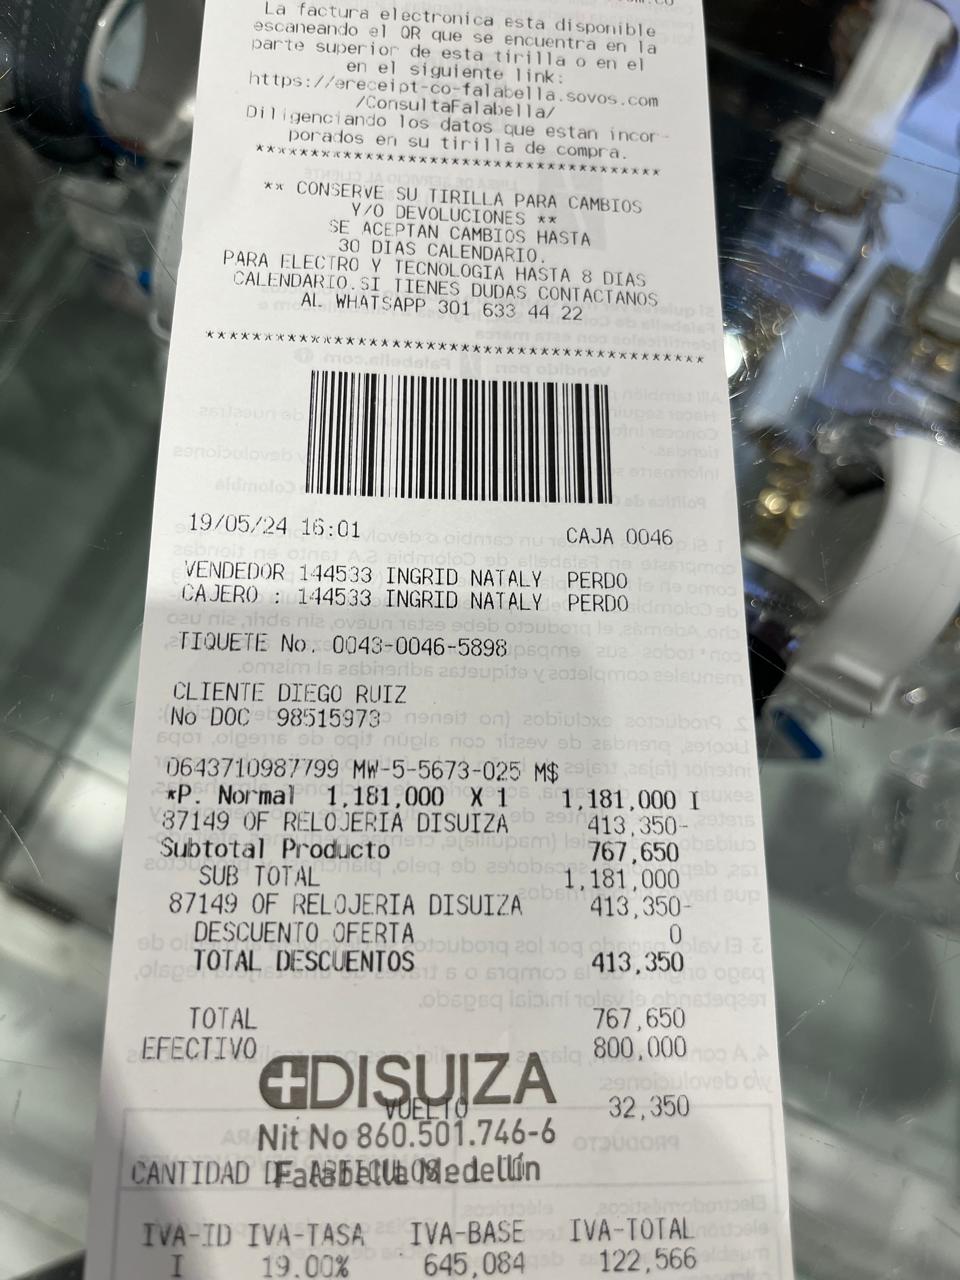 La factura electronica esta disponible
escaneando el QR que se encuentra en la
parte superior de esta tirilla o en el
en el siguiente link:
https://ereceipt-co-falabella.sovos.com
/ConsultaFalabella/
Diligenciando los datos que estan incor-
porados en su tirilla de compra.
****************************************
** CONSERVE SU TIRILLA PARA CAMBIOS
Y/O DEVOLUCIONES **
SE ACEPTAN CAMBIOS HASTA
30 DIAS CALENDARIO.
PARA ELECTRO Y TECNOLOGIA HASTA 8 DIAS
CALENDARIO.SI TIENES DUDAS CONTACTANOS
AL WHATSAPP 301 633 44 22
****************************************
19/05/24 16:01 CAJA 0046
VENDEDOR 144533 INGRID NATALY PERDO
CAJERO : 144533 INGRID NATALY PERDO
TIQUETE No. 0043-0046-5898
CLIENTE DIEGO RUIZ
No DOC 98515973
0643710987799 MW-5-5673-025 M$
*P. Normal 1,181,000 X 1 1,181,000 I
87149 OF RELOJERIA DISUIZA 413,350-
Subtotal Producto 767,650
SUB TOTAL 1,181,000
87149 OF RELOJERIA DISUIZA 413,350-
DESCUENTO OFERTA 0
TOTAL DESCUENTOS 413,350
TOTAL 767,650
EFECTIVO 800,000
DISUIZA
VUELTO 32,350
Nit No 860.501.746-6
CANTIDAD DE ARTICULOS
Falabella Medellín
IVA-ID IVA-TASA IVA-BASE IVA-TOTAL
I 19.00% 645,084 122,566